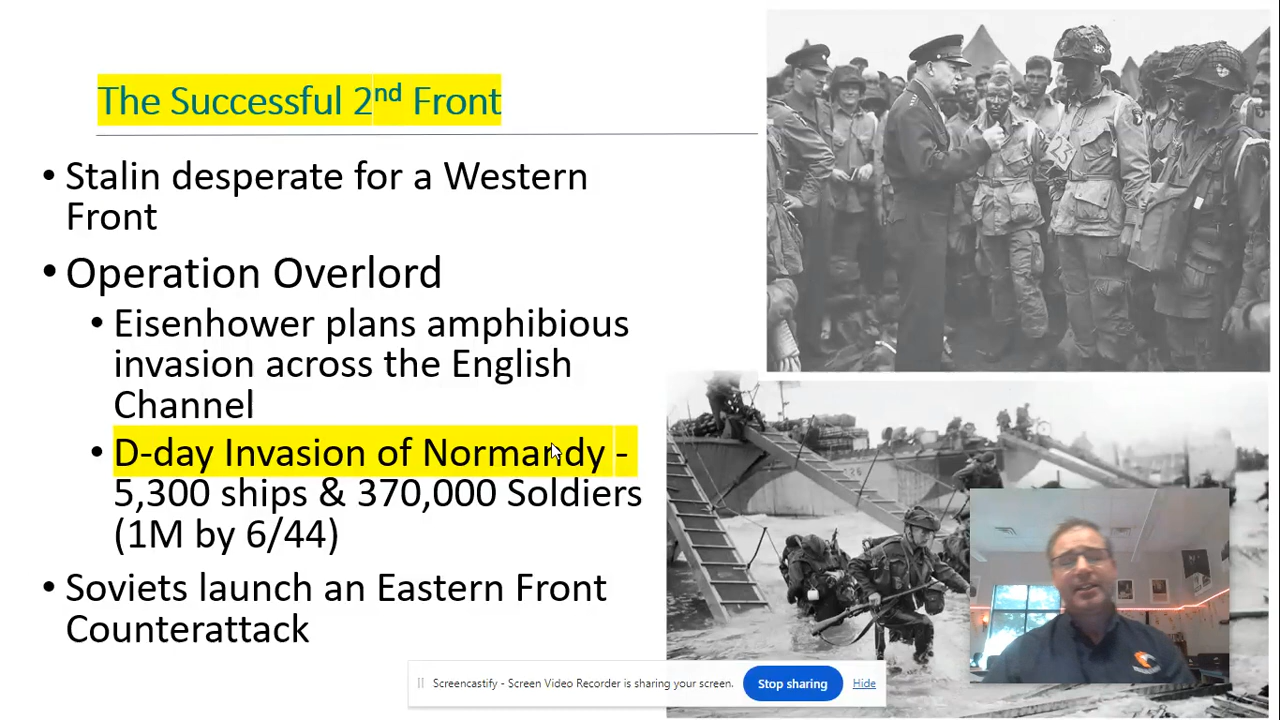 The Successful 2nd Front
• Stalin desperate for a Western
Front
• Operation Overlord
• Eisenhower plans amphibious
invasion across the English
Channel
• D-day Invasion of Normandy -
5,300 ships & 370,000 Soldiers
(1M by 6/44)
• Soviets launch an Eastern Front
Counterattack
23
Screencastify - Screen Video Recorder is sharing your screen.
Stop sharing
Hide